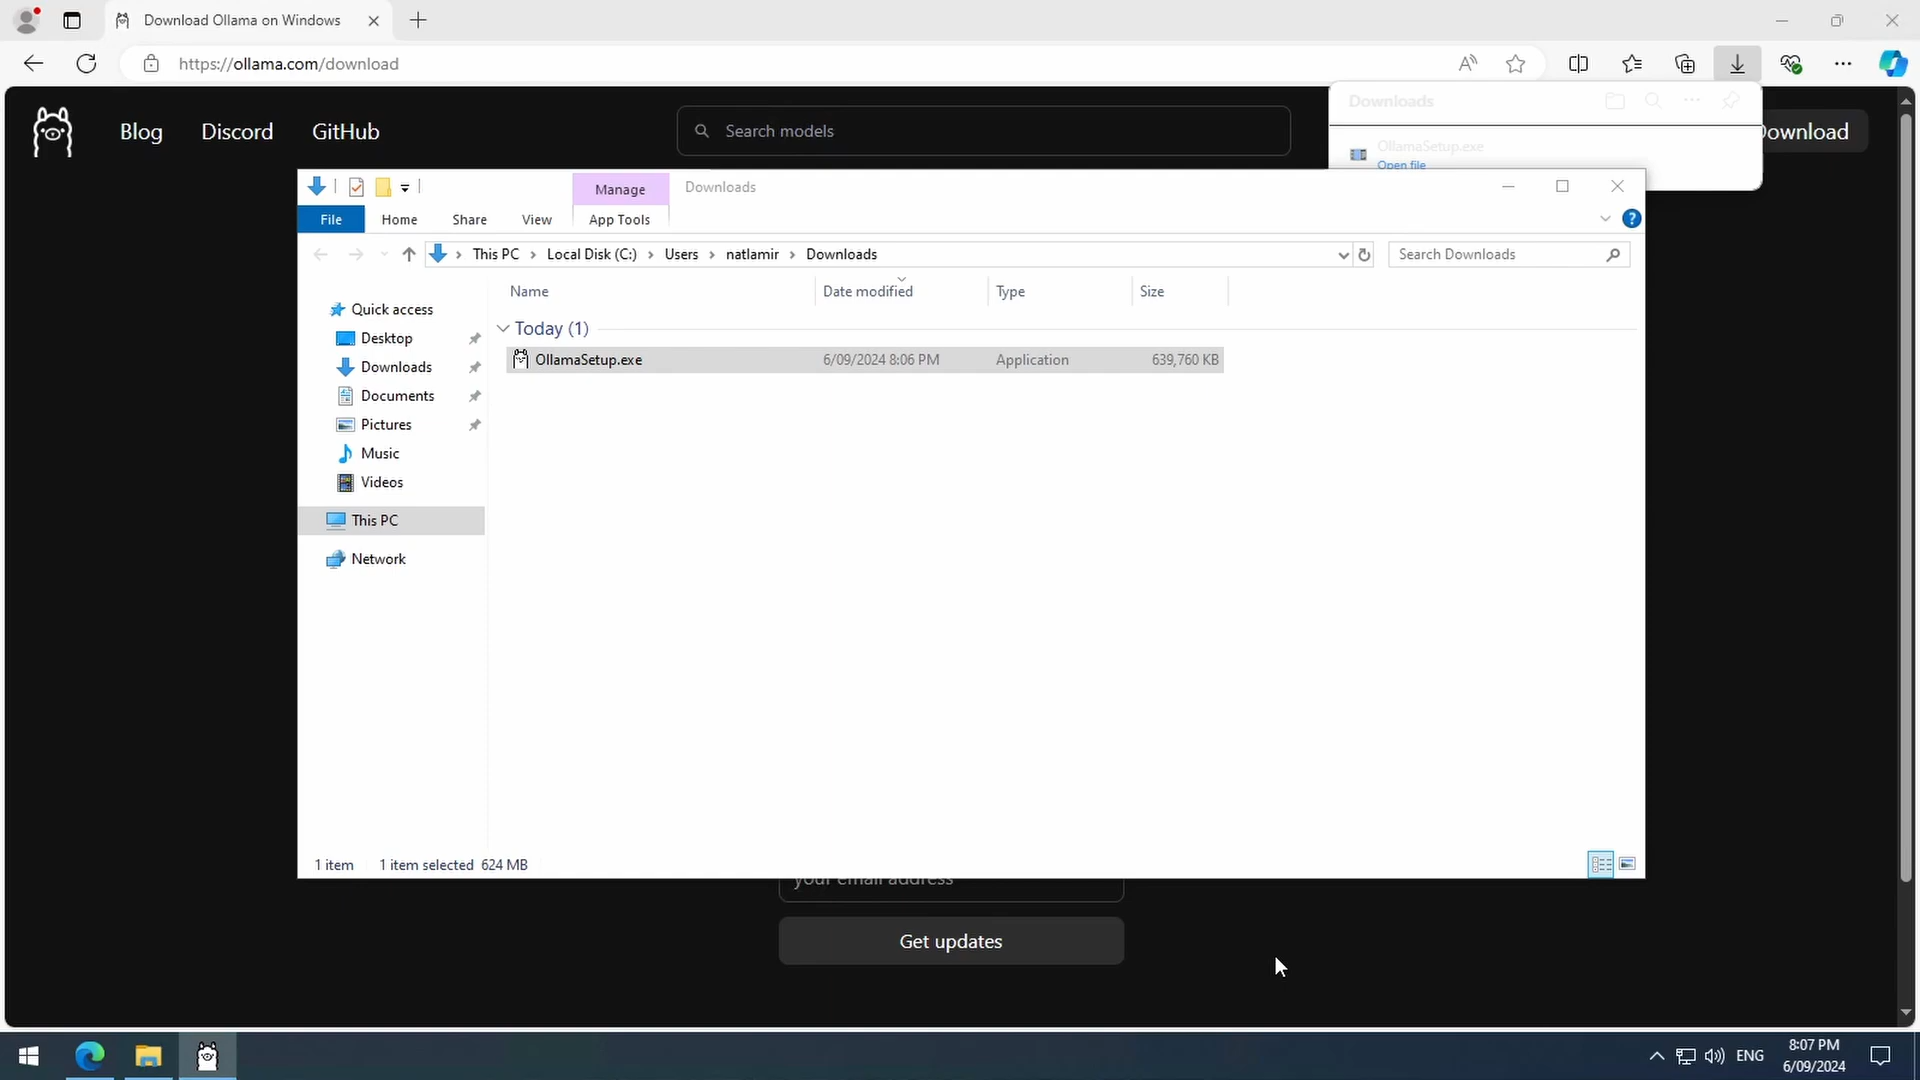 Download Ollama on Windows
https://ollama.com/download
Blog Discord GitHub
Search models
Downloads
Download
OllamaSetup.exe
Open file
Manage Downloads
File Home Share View App Tools
This PC Local Disk (C:) Users natlamir Downloads
Search Downloads
Name Date modified Type Size
Quick access
Today (1)
Desktop
OllamaSetup.exe 6/09/2024 8:06 PM Application 639,760 KB
Downloads
Documents
Pictures
Music
Videos
This PC
Network
1 item 1 item selected 624 MB
your email address
Get updates
ENG
8:07 PM
6/09/2024